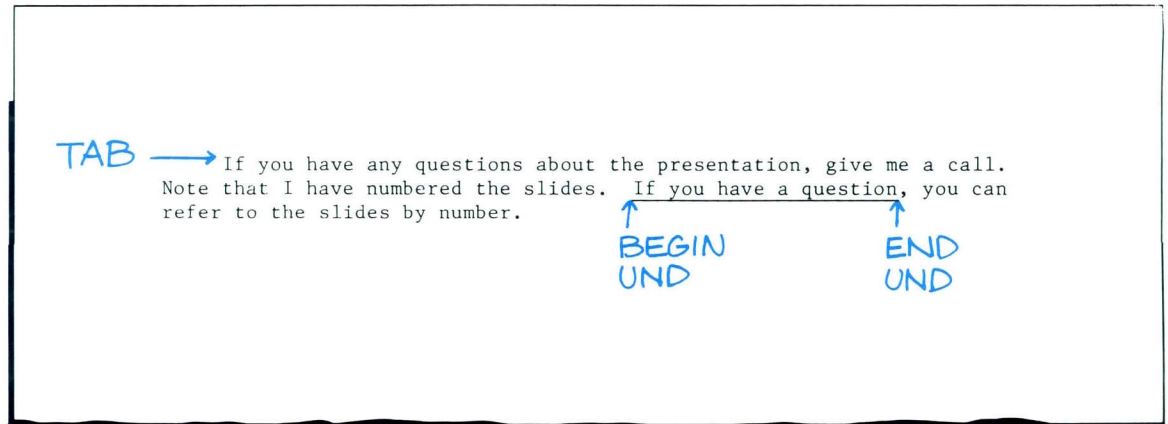 TAB → If you have any questions about the presentation, give me a call.
Note that I have numbered the slides.  If you have a question, you can
refer to the slides by number.
BEGIN UND
END UND